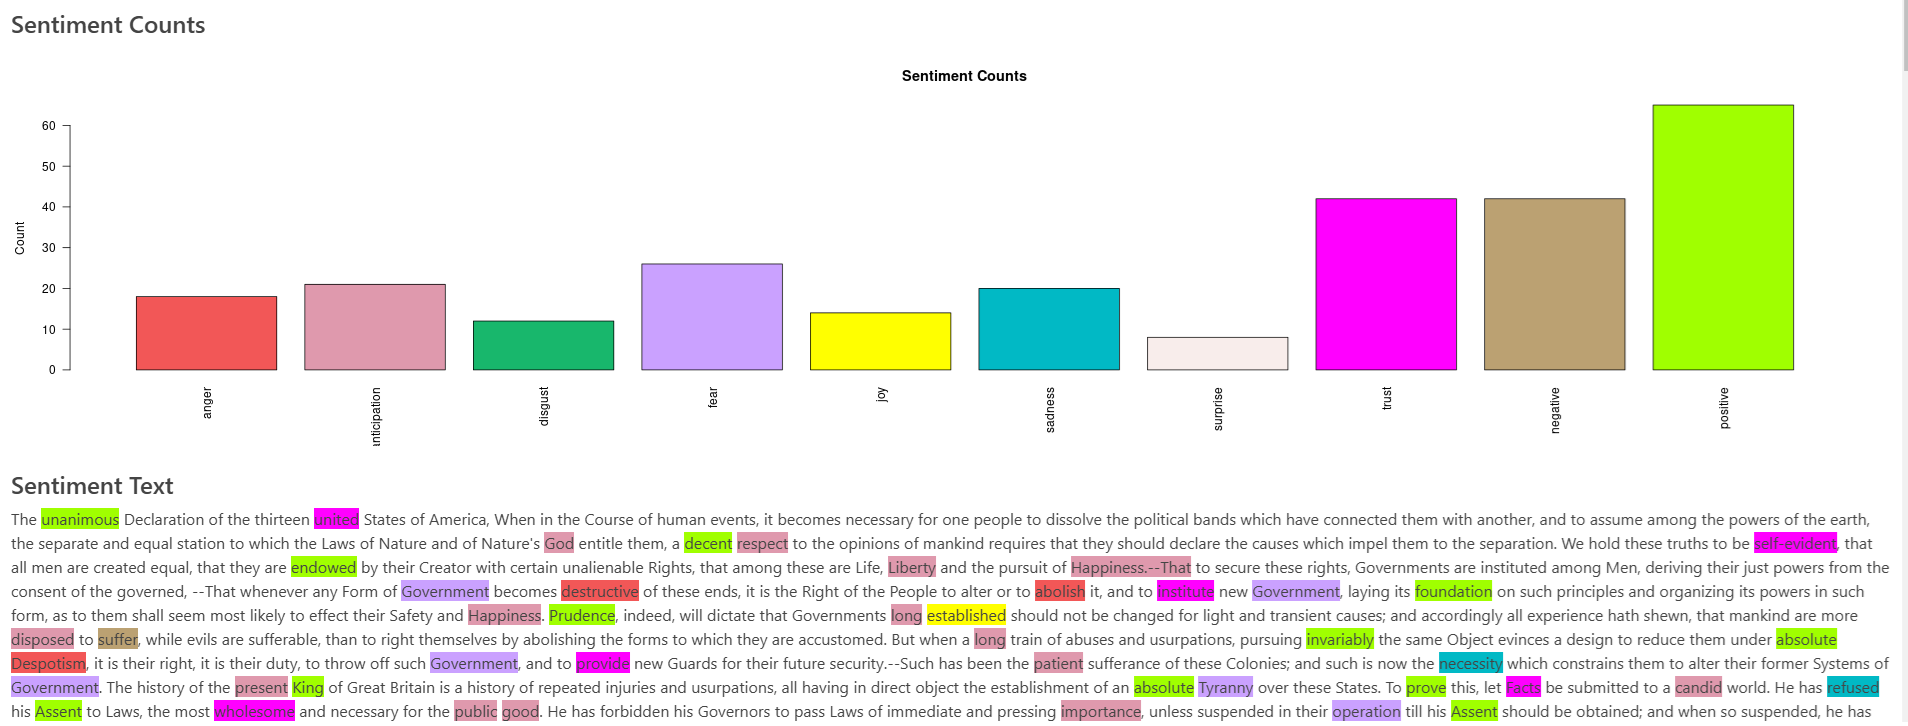 Sentiment Counts
Sentiment Counts
Count
60
50
40
30
20
10
0
anger
nticipation
disgust
fear
joy
sadness
surprise
trust
negative
positive
Sentiment Text
The unanimous Declaration of the thirteen united States of America, When in the Course of human events, it becomes necessary for one people to dissolve the political bands which have connected them with another, and to assume among the powers of the earth,
the separate and equal station to which the Laws of Nature and of Nature's God entitle them, a decent respect to the opinions of mankind requires that they should declare the causes which impel them to the separation. We hold these truths to be self-evident, that
all men are created equal, that they are endowed by their Creator with certain unalienable Rights, that among these are Life, Liberty and the pursuit of Happiness.--That to secure these rights, Governments are instituted among Men, deriving their just powers from the
consent of the governed, --That whenever any Form of Government becomes destructive of these ends, it is the Right of the People to alter or to abolish it, and to institute new Government, laying its foundation on such principles and organizing its powers in such
form, as to them shall seem most likely to effect their Safety and Happiness. Prudence, indeed, will dictate that Governments long established should not be changed for light and transient causes; and accordingly all experience hath shewn, that mankind are more
disposed to suffer, while evils are sufferable, than to right themselves by abolishing the forms to which they are accustomed. But when a long train of abuses and usurpations, pursuing invariably the same Object evinces a design to reduce them under absolute
Despotism, it is their right, it is their duty, to throw off such Government, and to provide new Guards for their future security.--Such has been the patient sufferance of these Colonies; and such is now the necessity which constrains them to alter their former Systems of
Government. The history of the present King of Great Britain is a history of repeated injuries and usurpations, all having in direct object the establishment of an absolute Tyranny over these States. To prove this, let Facts be submitted to a candid world. He has refused
his Assent to Laws, the most wholesome and necessary for the public good. He has forbidden his Governors to pass Laws of immediate and pressing importance, unless suspended in their operation till his Assent should be obtained; and when so suspended, he has